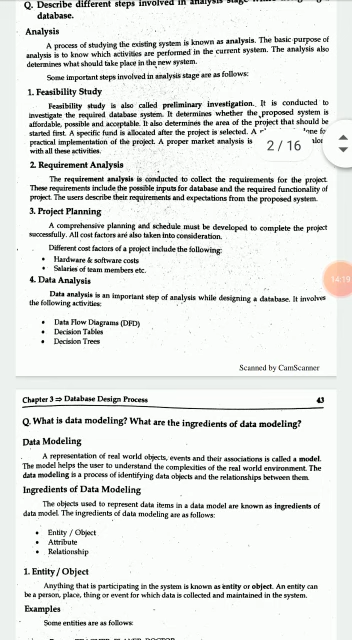 Q. Describe different steps involved in analysis stage
database.
Analysis
A process of studying the existing system is known as analysis. The basic purpose of
analysis is to know which activities are performed in the current system. The analysis also
determines what should take place in the new system.
Some important steps involved in analysis stage are as follows:
1. Feasibility Study
Feasibility study is also called preliminary investigation. It is conducted to
investigate the required database system. It determines whether the proposed system is
affordable, possible and acceptable. It also determines the area of the project that should be
started first. A specific fund is allocated after the project is selected. A
practical implementation of the project. A proper market analysis is
with all these activities.
2 / 16
2. Requirement Analysis
The requirement analysis is conducted to collect the requirements for the project.
These requirements include the possible inputs for database and the required functionality of
project. The users describe their requirements and expectations from the proposed system.
14:19
3. Project Planning
A comprehensive planning and schedule must be developed to complete the project
successfully. All cost factors are also taken into consideration.
Different cost factors of a project include the following:
• Hardware & software costs
• Salaries of team members etc.
4. Data Analysis
Data analysis is an important step of analysis while designing a database. It involves
the following activities:
• Data Flow Diagrams (DFD)
• Decision Tables
• Decision Trees
Scanned by CamScanner
Chapter 3 ⇒ Database Design Process 43
Q. What is data modeling? What are the ingredients of data modeling?
Data Modeling
A representation of real world objects, events and their associations is called a model.
The model helps the user to understand the complexities of the real world environment. The
data modeling is a process of identifying data objects and the relationships between them.
Ingredients of Data Modeling
The objects used to represent data items in a data model are known as ingredients of
data model. The ingredients of data modeling are as follows:
• Entity / Object
• Attribute
• Relationship
1. Entity / Object
Anything that is participating in the system is known as entity or object. An entity can
be a person, place, thing or event for which data is collected and maintained in the system.
Examples
Some entities are as follows: